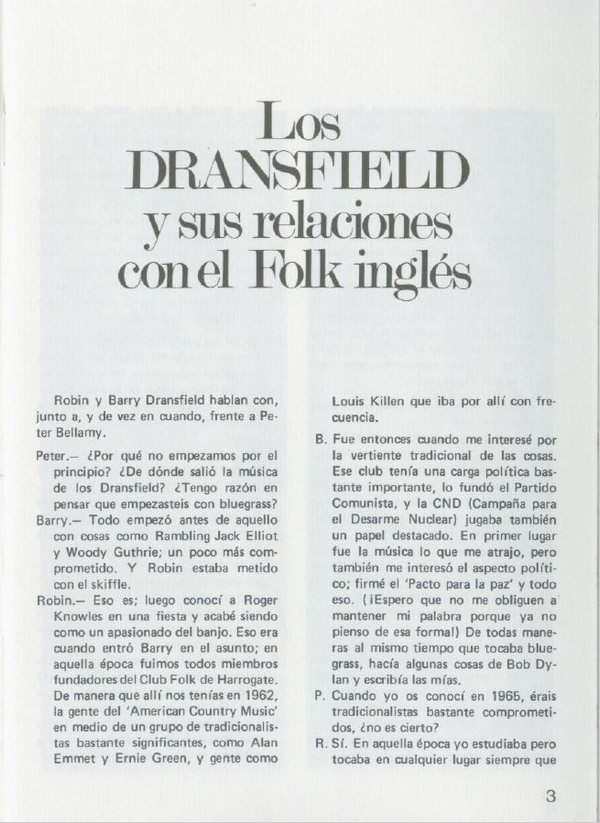 Los
DRANSFIELD
y sus relaciones
con el Folk inglés
Robin y Barry Dransfield hablan con,
junto a, y de vez en cuando, frente a Pe-
ter Bellamy.
Peter.— ¿Por qué no empezamos por el
principio? ¿De dónde salió la música
de los Dransfield? ¿Tengo razón en
pensar que empezasteis con bluegrass?
Barry.— Todo empezó antes de aquello
con cosas como Rambling Jack Elliot
y Woody Guthrie; un poco más com-
prometido. Y Robin estaba metido
con el skiffle.
Robin.— Eso es; luego conocí a Roger
Knowles en una fiesta y acabé siendo
como un apasionado del banjo. Eso era
cuando entró Barry en el asunto; en
aquella época fuimos todos miembros
fundadores del Club Folk de Harrogate.
De manera que allí nos tenías en 1962,
la gente del 'American Country Music'
en medio de un grupo de tradicionalis-
tas bastante significantes, como Alan
Emmet y Ernie Green, y gente como
Louis Killen que iba por allí con fre-
cuencia.
B. Fue entonces cuando me interesé por
la vertiente tradicional de las cosas.
Ese club tenía una carga política bas-
tante importante, lo fundó el Partido
Comunista, y la CND (Campaña para
el Desarme Nuclear) jugaba también
un papel destacado. En primer lugar
fue la música lo que me atrajo, pero
también me interesó el aspecto políti-
co; firmé el 'Pacto para la paz' y todo
eso. (¡Espero que no me obliguen a
mantener mi palabra porque ya no
pienso de esa forma!) De todas mane-
ras al mismo tiempo que tocaba blue-
grass, hacía algunas cosas de Bob Dy-
lan y escribía las mías.
P. Cuando yo os conocí en 1965, érais
tradicionalistas bastante comprometi-
dos, ¿no es cierto?
R. Sí. En aquella época yo estudiaba pero
tocaba en cualquier lugar siempre que
3